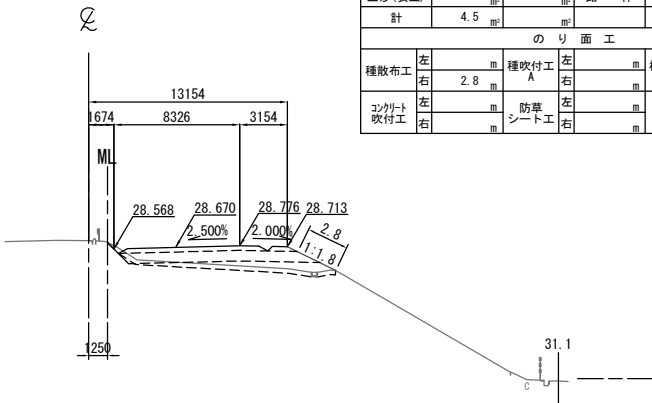 計 4.5 m² m²
のり面工
種散布工 左 m 種吹付工A 左 m
右 2.8 m 右 m
コンクリート吹付工 左 m 防草シート工 左 m
右 m 右 m
13154
1674 8326 3154
ML
28.568 28.670 28.776 28.713
2.500% 2.000% 2.8
1:1.8
1250
31.1
C